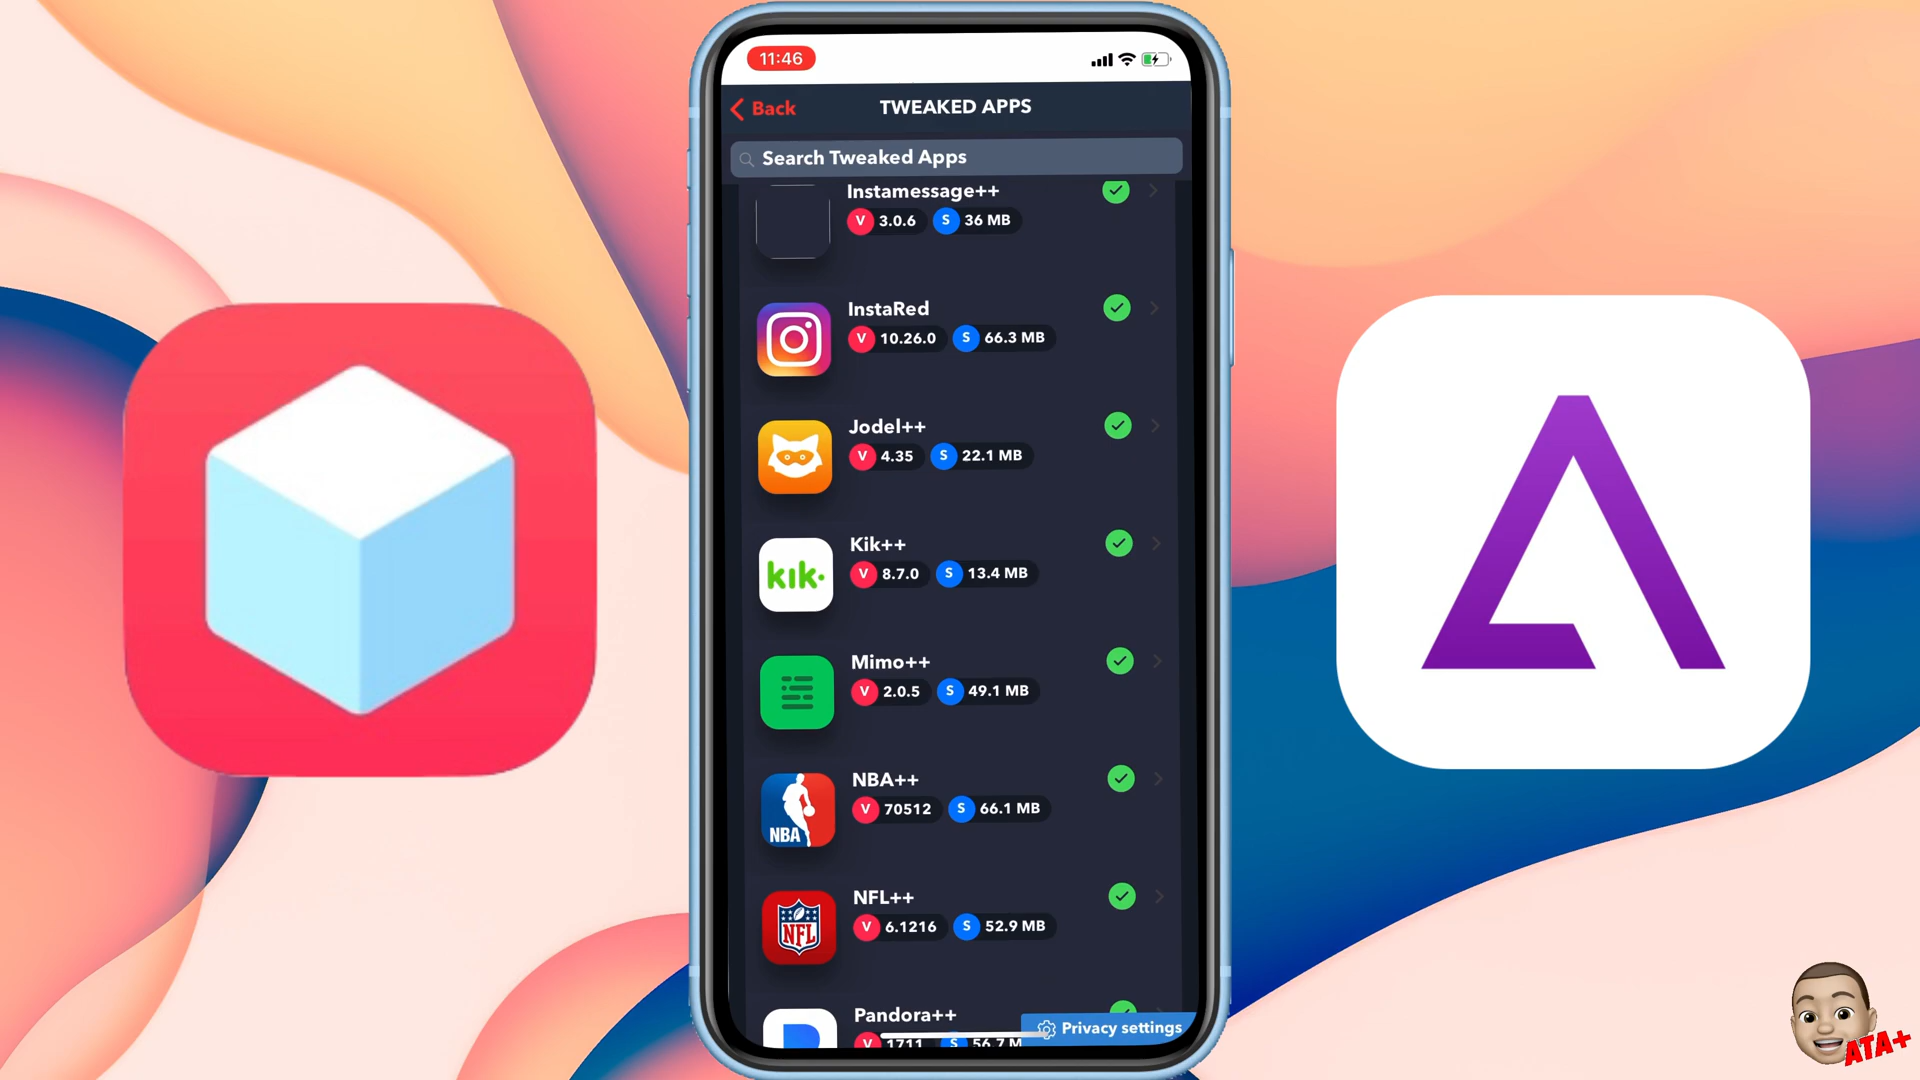 11:46
Back
TWEAKED APPS
Search Tweaked Apps
Instamessage++
V 3.0.6 S 36 MB
InstaRed
V 10.26.0 S 66.3 MB
Jodel++
V 4.35 S 22.1 MB
Kik++
kik.
V 8.7.0 S 13.4 MB
Mimo++
V 2.0.5 S 49.1 MB
NBA++
V 70512 S 66.1 MB
NBA
NFL++
V 6.1216 S 52.9 MB
NFL
Pandora++
V 1711 S 56.7 M
Privacy settings
ATA+